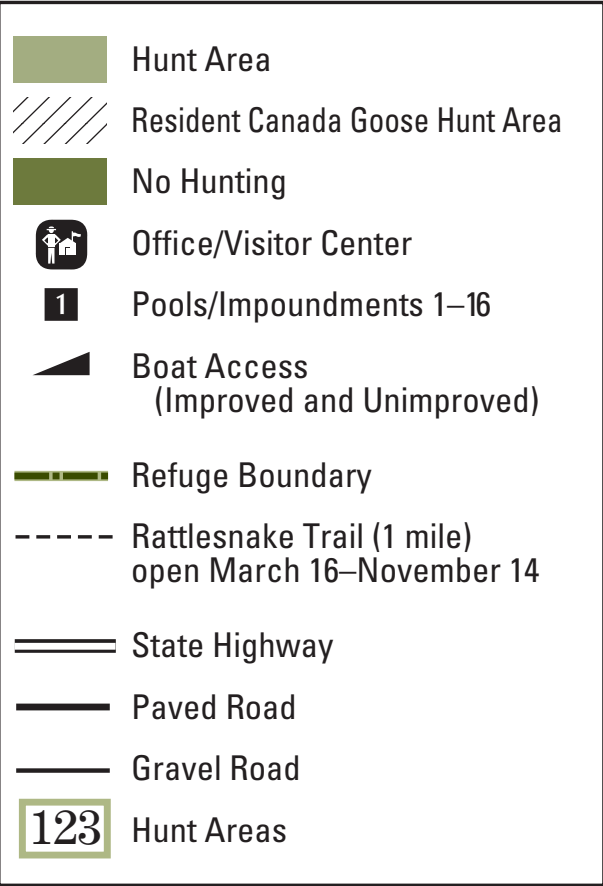 Hunt Area
Resident Canada Goose Hunt Area
No Hunting
Office/Visitor Center
1 Pools/Impoundments 1–16
Boat Access
(Improved and Unimproved)
Refuge Boundary
Rattlesnake Trail (1 mile)
open March 16–November 14
State Highway
Paved Road
Gravel Road
123 Hunt Areas